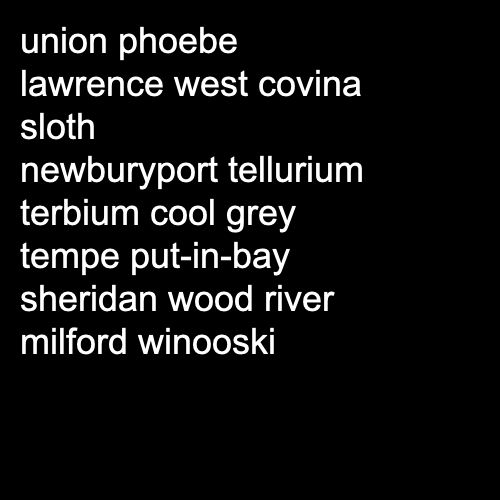 union phoebe
lawrence west covina
sloth
newburyport tellurium
terbium cool grey
tempe put-in-bay
sheridan wood river
milford winooski